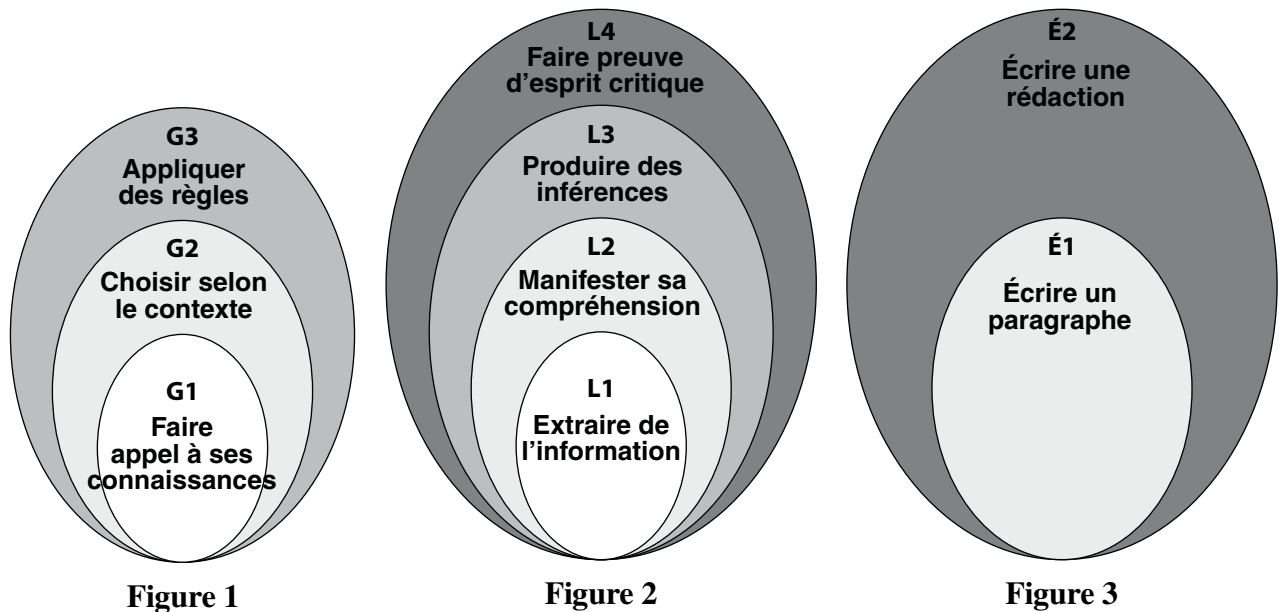 G3
Appliquer
des règles
G2
Choisir selon
le contexte
G1
Faire
appel à ses
connaissances
Figure 1
L4
Faire preuve
d’esprit critique
L3
Produire des
inférences
L2
Manifester sa
compréhension
L1
Extraire de
l’information
Figure 2
É2
Écrire une
rédaction
É1
Écrire un
paragraphe
Figure 3